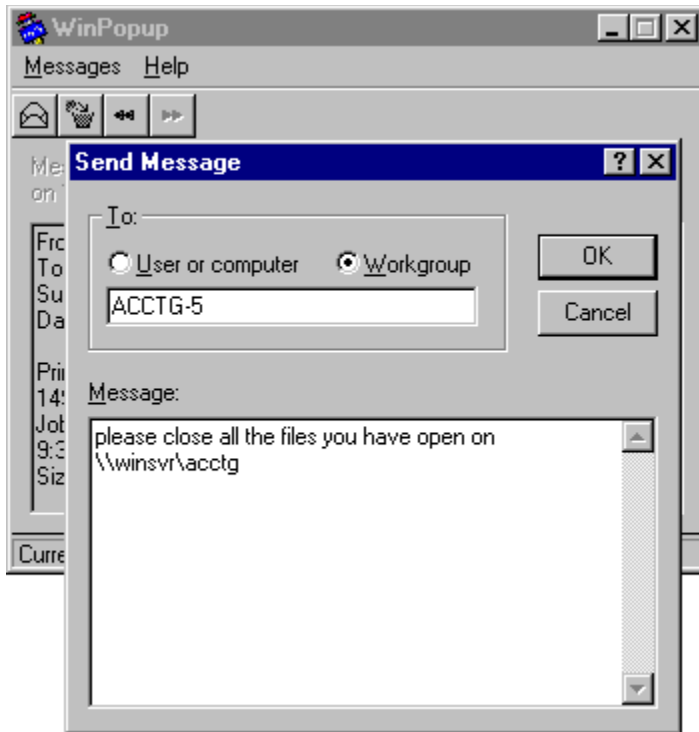 WinPopup
Messages Help
Send Message
To:
User or computer Workgroup
OK
ACCTG-5
Cancel
Message:
please close all the files you have open on
\\winsvr\acctg